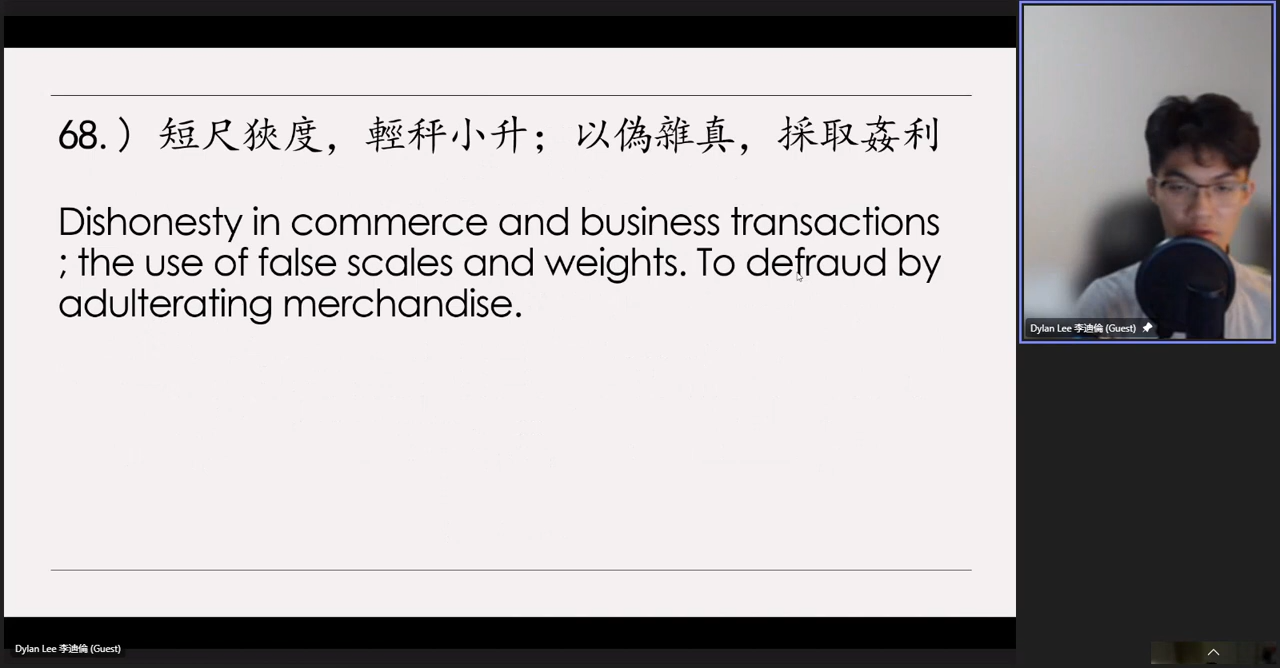 68.）短尺狹度，輕秤小升；以偽雜真，採取姦利
Dishonesty in commerce and business transactions
; the use of false scales and weights. To defraud by
adulterating merchandise.
Dylan Lee 李迪倫 (Guest)
Dylan Lee 李迪倫 (Guest)